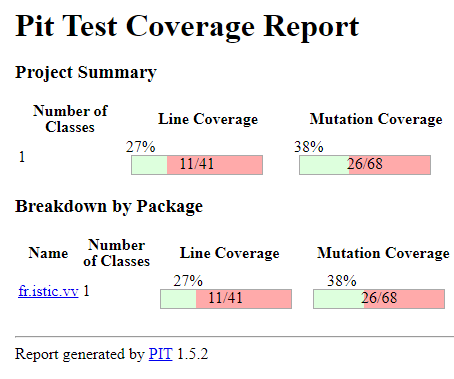 Pit Test Coverage Report
Project Summary
Number of Classes Line Coverage Mutation Coverage
1 27% 11/41 38% 26/68
Breakdown by Package
Name Number of Classes Line Coverage Mutation Coverage
fr.istic.vv 1 27% 11/41 38% 26/68
Report generated by PIT 1.5.2